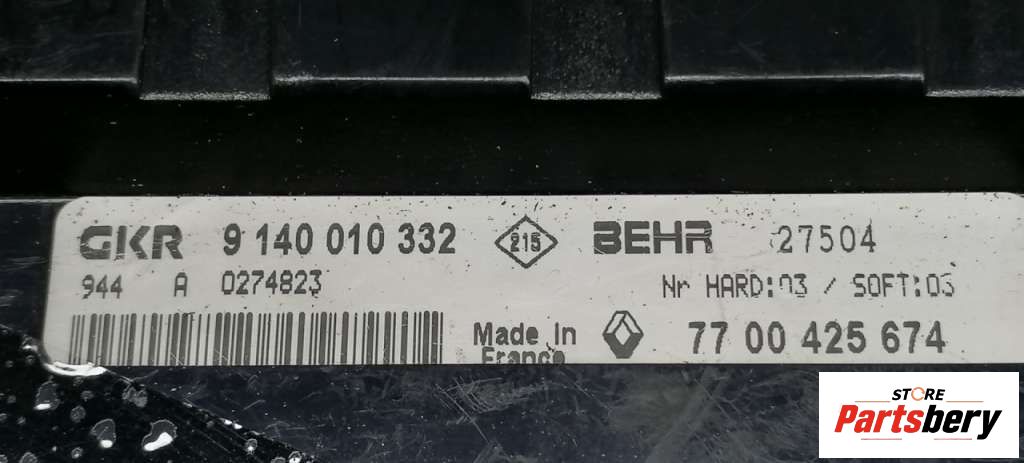 GKR 9 140 010 332 215 BEHR 27504
944 A 0274823 Nr HARD:03 / SOFT:03
Made In France 77 00 425 674
STORE
Partsbery